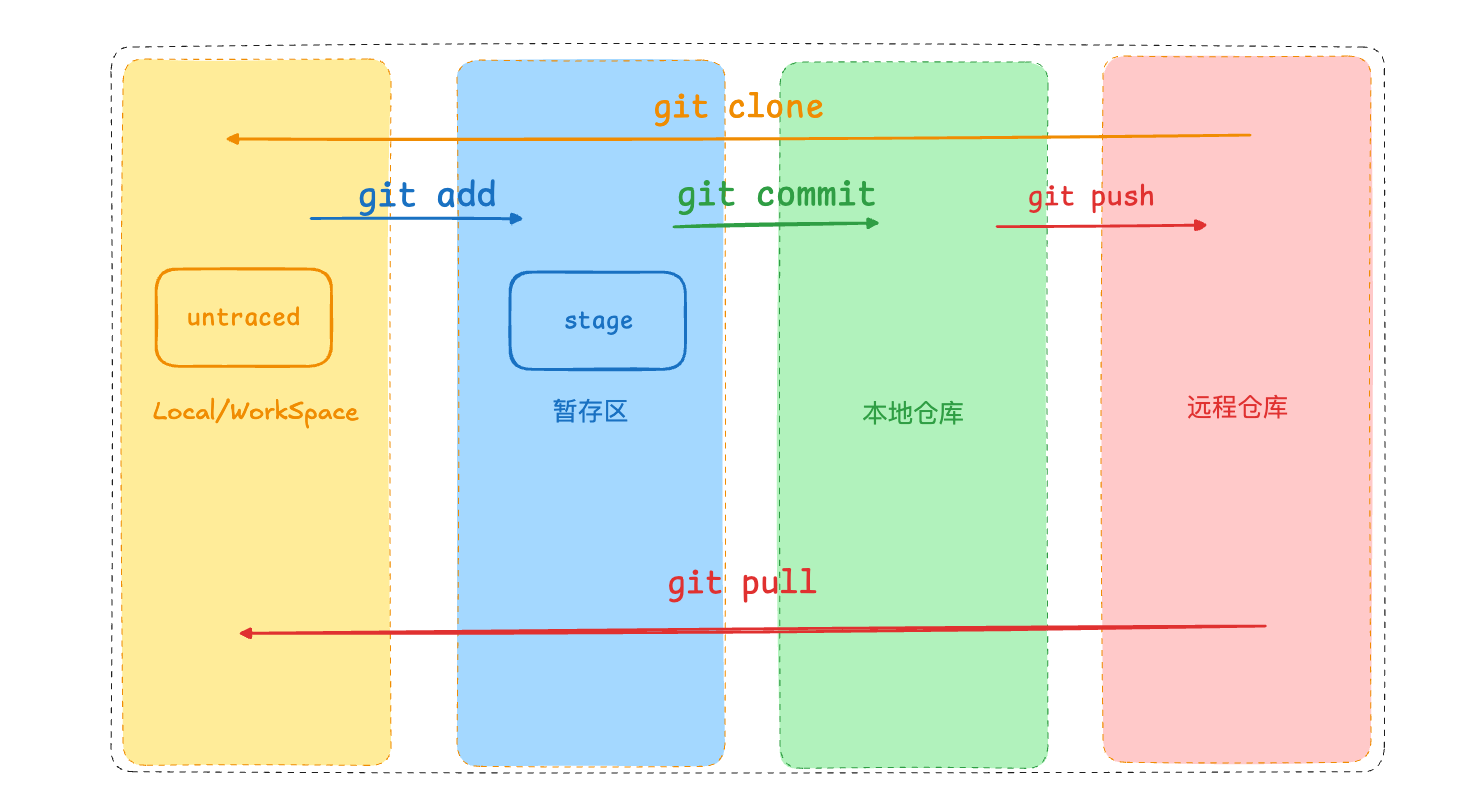 git clone
git add
git commit
git push
untraced
stage
Local/WorkSpace
暂存区
本地仓库
远程仓库
git pull